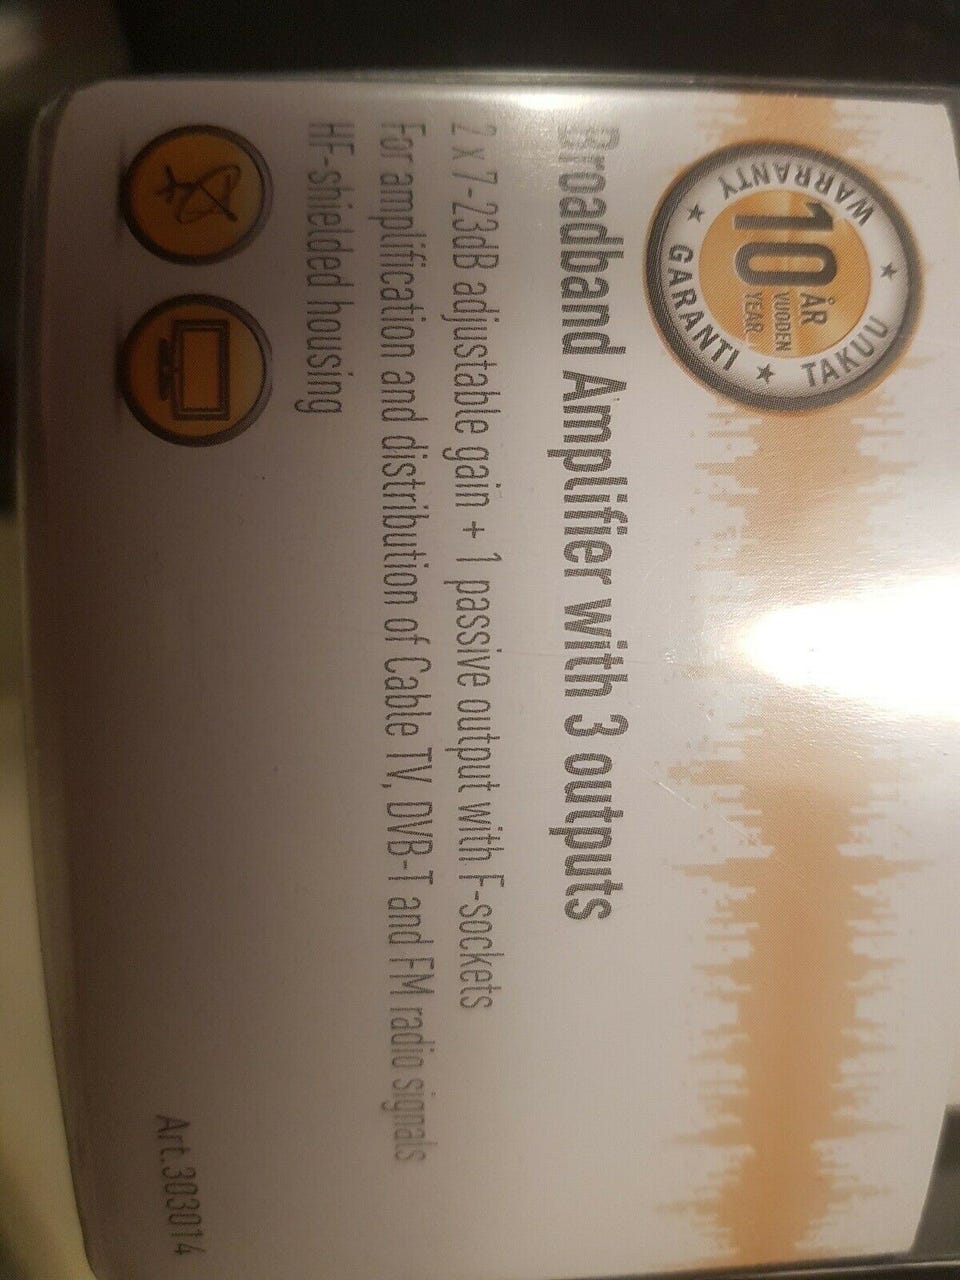 WARRANTY
10 ÅR
VUODEN
YEAR
TAKUU
GARANTI
Broadband Amplifier with 3 outputs
2 x 7-23dB adjustable gain + 1 passive output with F-sockets
For amplification and distribution of Cable TV, DVB-T and FM radio signals
HF-shielded housing
Art.303014